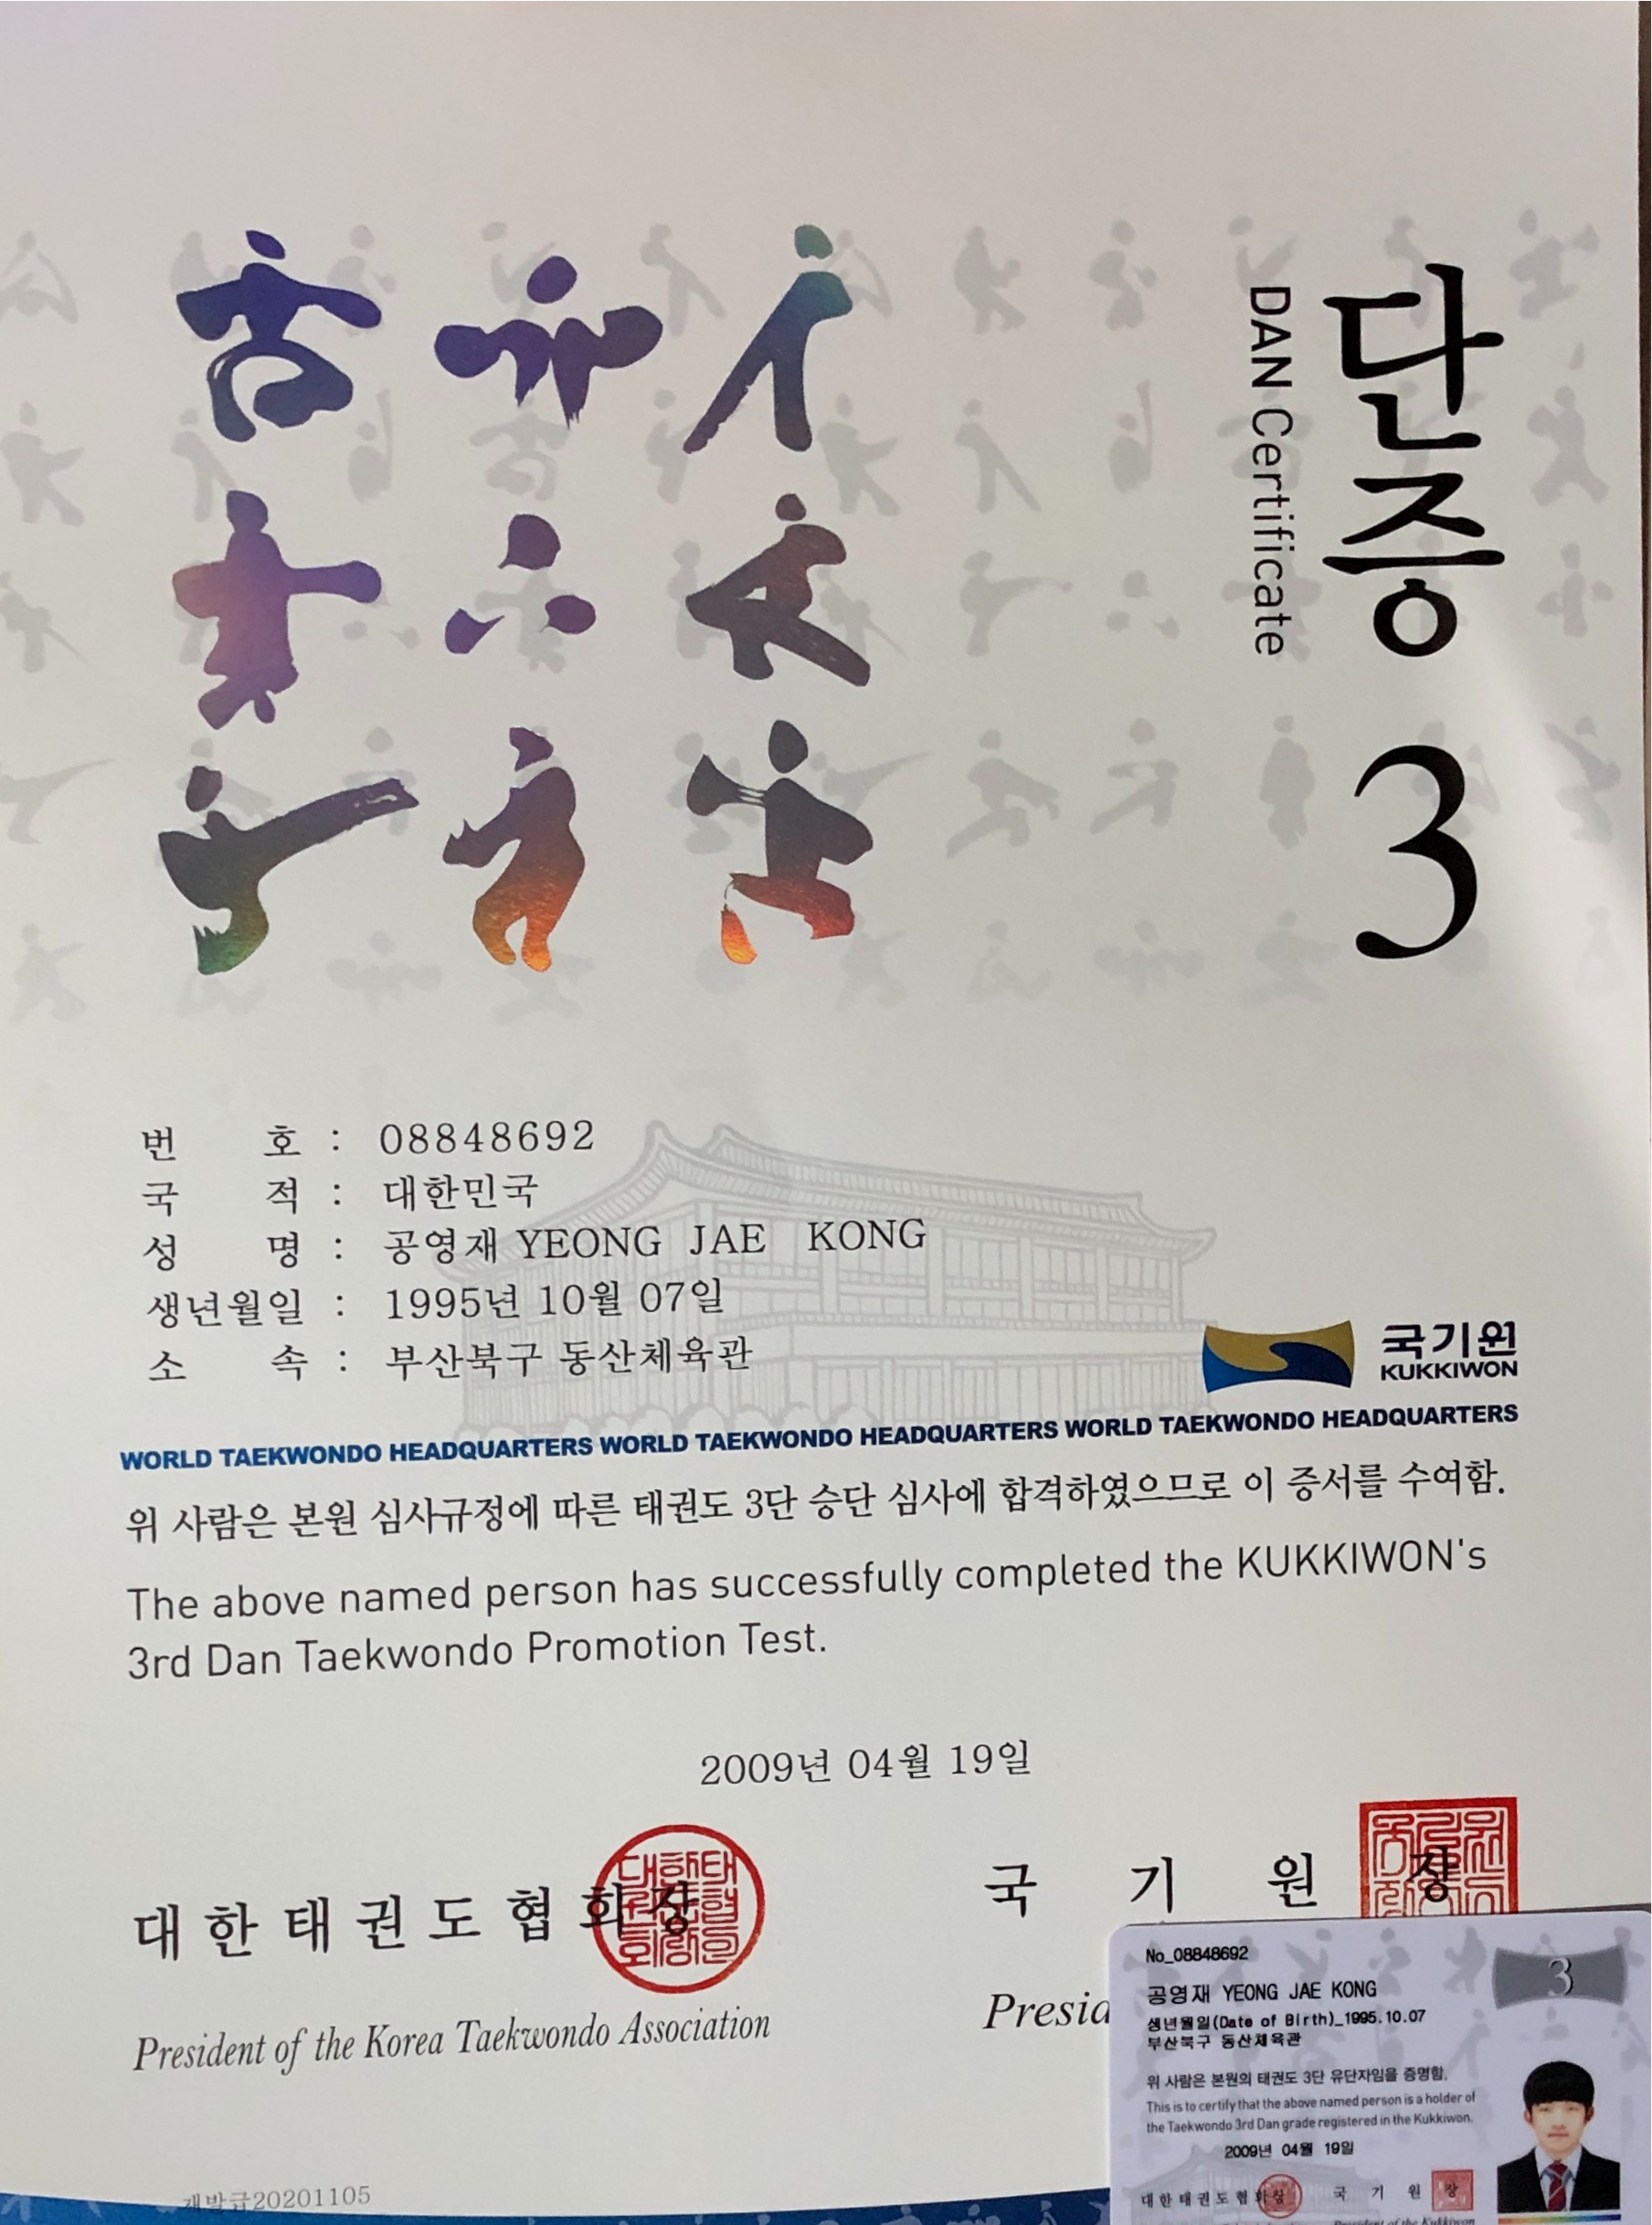 단증 3
DAN Certificate
번 호 : 08848692
국 적 : 대한민국
성 명 : 공영재 YEONG JAE KONG
생년월일 : 1995년 10월 07일
소 속 : 부산북구 동산체육관
국기원
KUKKIWON
WORLD TAEKWONDO HEADQUARTERS WORLD TAEKWONDO HEADQUARTERS WORLD TAEKWONDO HEADQUARTERS
위 사람은 본원 심사규정에 따른 태권도 3단 승단 심사에 합격하였으므로 이 증서를 수여함.
The above named person has successfully completed the KUKKIWON's
3rd Dan Taekwondo Promotion Test.
2009년 04월 19일
대한태권도협회장
국 기 원 장
President of the Korea Taekwondo Association
Presid
재발급20201105
No_08848692
3
공영재 YEONG JAE KONG
생년월일(Date of Birth)_1995.10.07
부산북구 동산체육관
위 사람은 본원의 태권도 3단 유단자임을 증명함.
This is to certify that the above named person is a holder of
the Taekwondo 3rd Dan grade registered in the Kukkiwon.
2009년 04월 19일
대한태권도협회장
국 기 원 장
President of the Kukkiwon